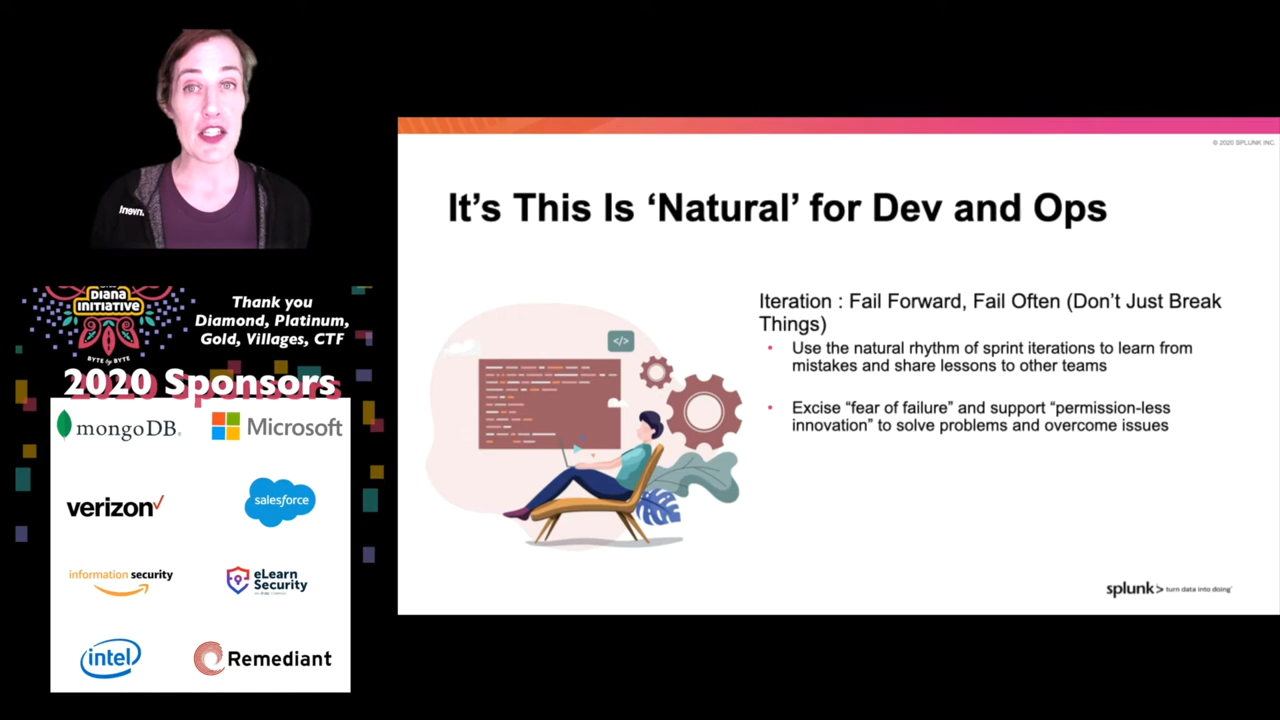 © 2020 SPLUNK INC.
It's This Is ‘Natural’ for Dev and Ops
Iteration : Fail Forward, Fail Often (Don't Just Break
Things)
• Use the natural rhythm of sprint iterations to learn from
mistakes and share lessons to other teams
• Excise “fear of failure” and support “permission-less
innovation” to solve problems and overcome issues
</>
splunk> turn data into doing
DIANA
INITIATIVE
BYTE by BYTE
Thank you
Diamond, Platinum,
Gold, Villages, CTF
2020 Sponsors
mongoDB.
Microsoft
verizon✓
salesforce
information security
eLearn
Security
intel
Remediant